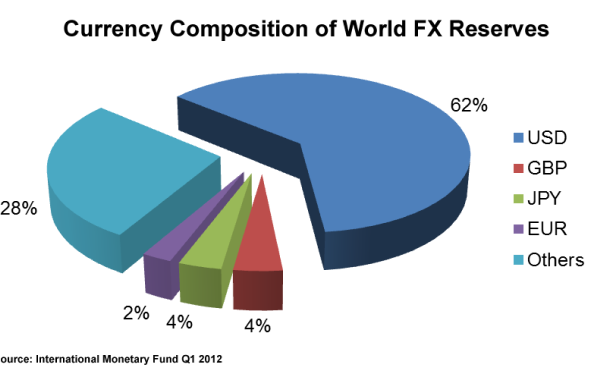 Currency Composition of World FX Reserves
62%
USD
GBP
JPY
EUR
Others
28%
2%
4%
4%
ource: International Monetary Fund Q1 2012